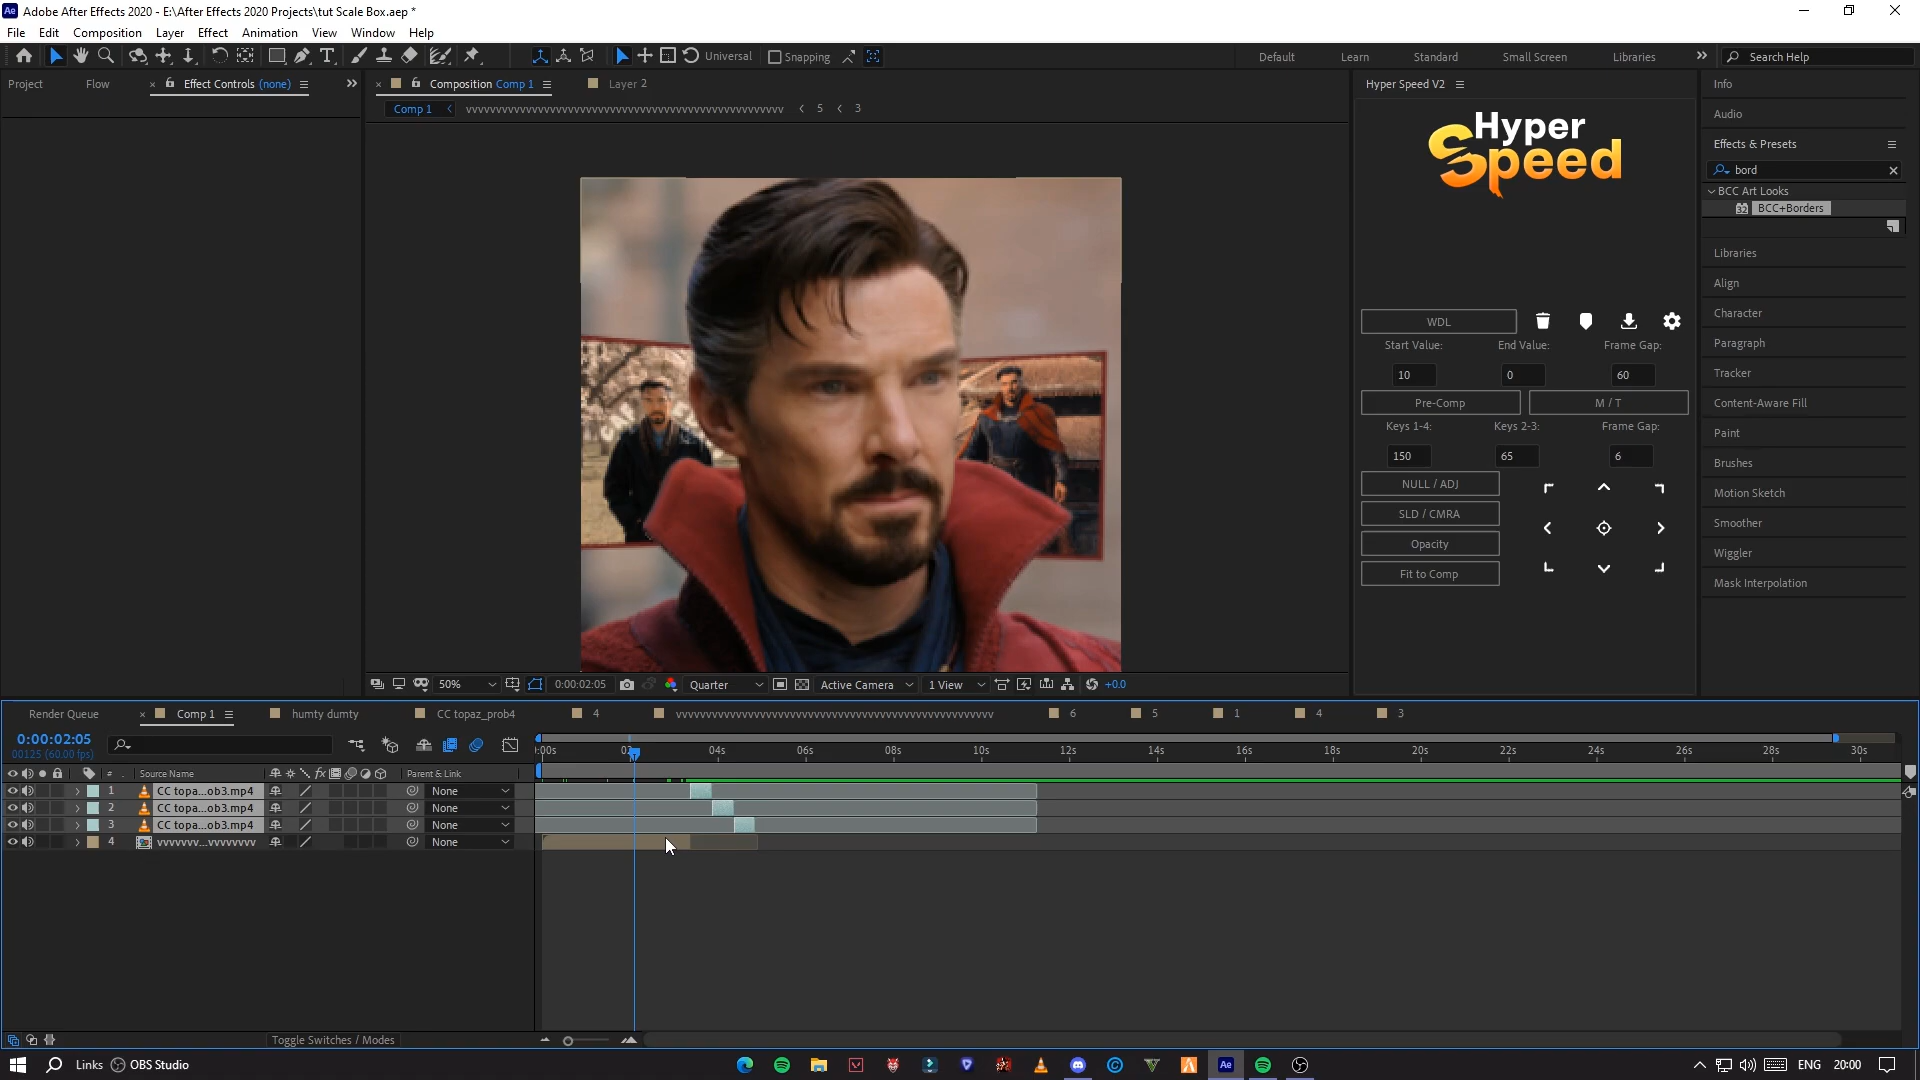 Adobe After Effects 2020 - E:\After Effects 2020 Projects\tut Scale Box.aep *
File Edit Composition Layer Effect Animation View Window Help
Universal Snapping Default Learn Standard Small Screen Libraries Search Help
Project Flow Effect Controls (none)
Composition Comp 1 Layer 2
Comp 1 vvvvvvvvvvvvvvvvvvvvvvvvvvvvvvvvvvvvvvvvvvvvvvvvvvvvv 5 3
Hyper Speed V2
Hyper
Speed
WDL
Start Value: End Value: Frame Gap:
10 0 60
Pre-Comp M / T
Keys 1-4: Keys 2-3: Frame Gap:
150 65 6
NULL / ADJ
SLD / CMRA
Opacity
Fit to Comp
Info
Audio
Effects & Presets
bord
BCC Art Looks
32 BCC+Borders
Libraries
Align
Character
Paragraph
Tracker
Content-Aware Fill
Paint
Brushes
Motion Sketch
Smoother
Wiggler
Mask Interpolation
50% 0:00:02:05 Quarter Active Camera 1 View +0.0
Render Queue Comp 1 humty dumty CC topaz_prob4 4 vvvvvvvvvvvvvvvvvvvvvvvvvvvvvvvvvvvvvvvvvvvvvvvvvvvvv 6 5 1 4 3
0:00:02:05
00125 (60.00 fps)
):00s 02s 04s 06s 08s 10s 12s 14s 16s 18s 20s 22s 24s 26s 28s 30s
# Source Name fx Parent & Link
1 CC topa...ob3.mp4 None
2 CC topa...ob3.mp4 None
3 CC topa...ob3.mp4 None
4 vvvvvvv...vvvvvvvv None
Toggle Switches / Modes
Links OBS Studio Ae ENG 20:00